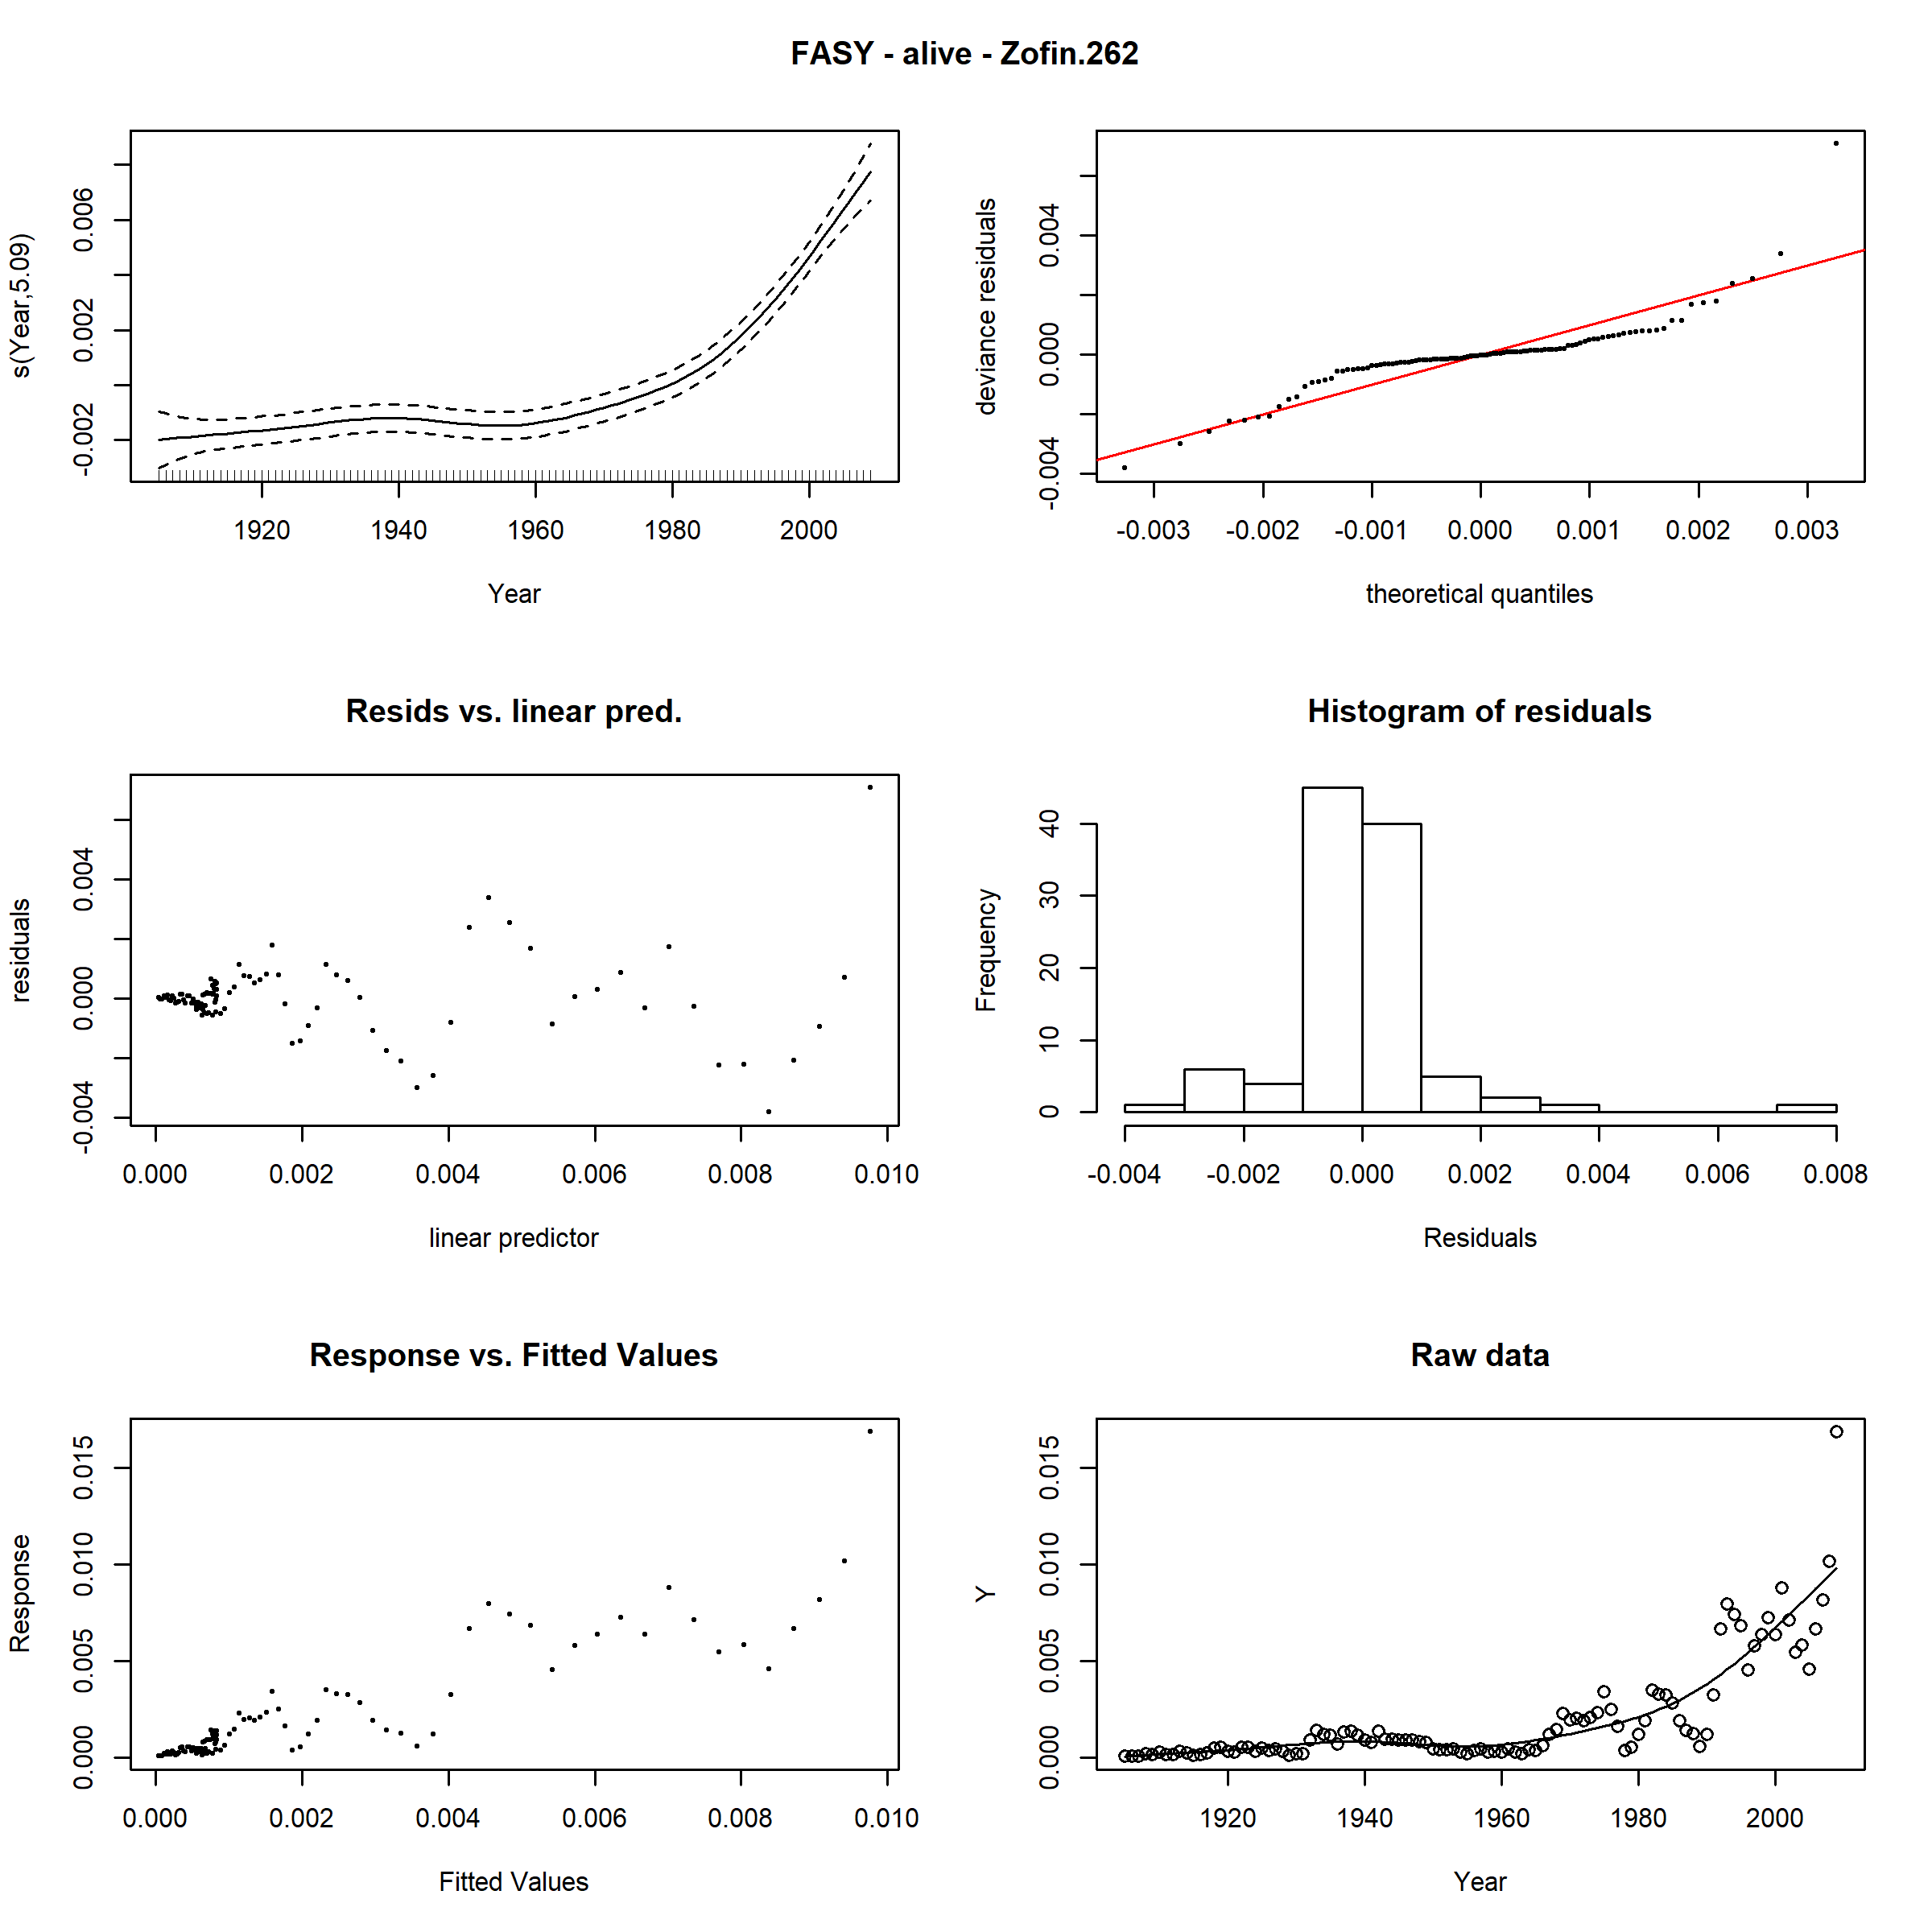 FASY - alive - Zofin.262
s(Year,5.09)
-0.002 0.002 0.006
1920 1940 1960 1980 2000
Year
deviance residuals
-0.004 0.000 0.004
-0.003 -0.002 -0.001 0.000 0.001 0.002 0.003
theoretical quantiles
Resids vs. linear pred.
residuals
-0.004 0.000 0.004
0.000 0.002 0.004 0.006 0.008 0.010
linear predictor
Histogram of residuals
Frequency
0 10 20 30 40
-0.004 -0.002 0.000 0.002 0.004 0.006 0.008
Residuals
Response vs. Fitted Values
Response
0.000 0.005 0.010 0.015
0.000 0.002 0.004 0.006 0.008 0.010
Fitted Values
Raw data
Y
0.000 0.005 0.010 0.015
1920 1940 1960 1980 2000
Year